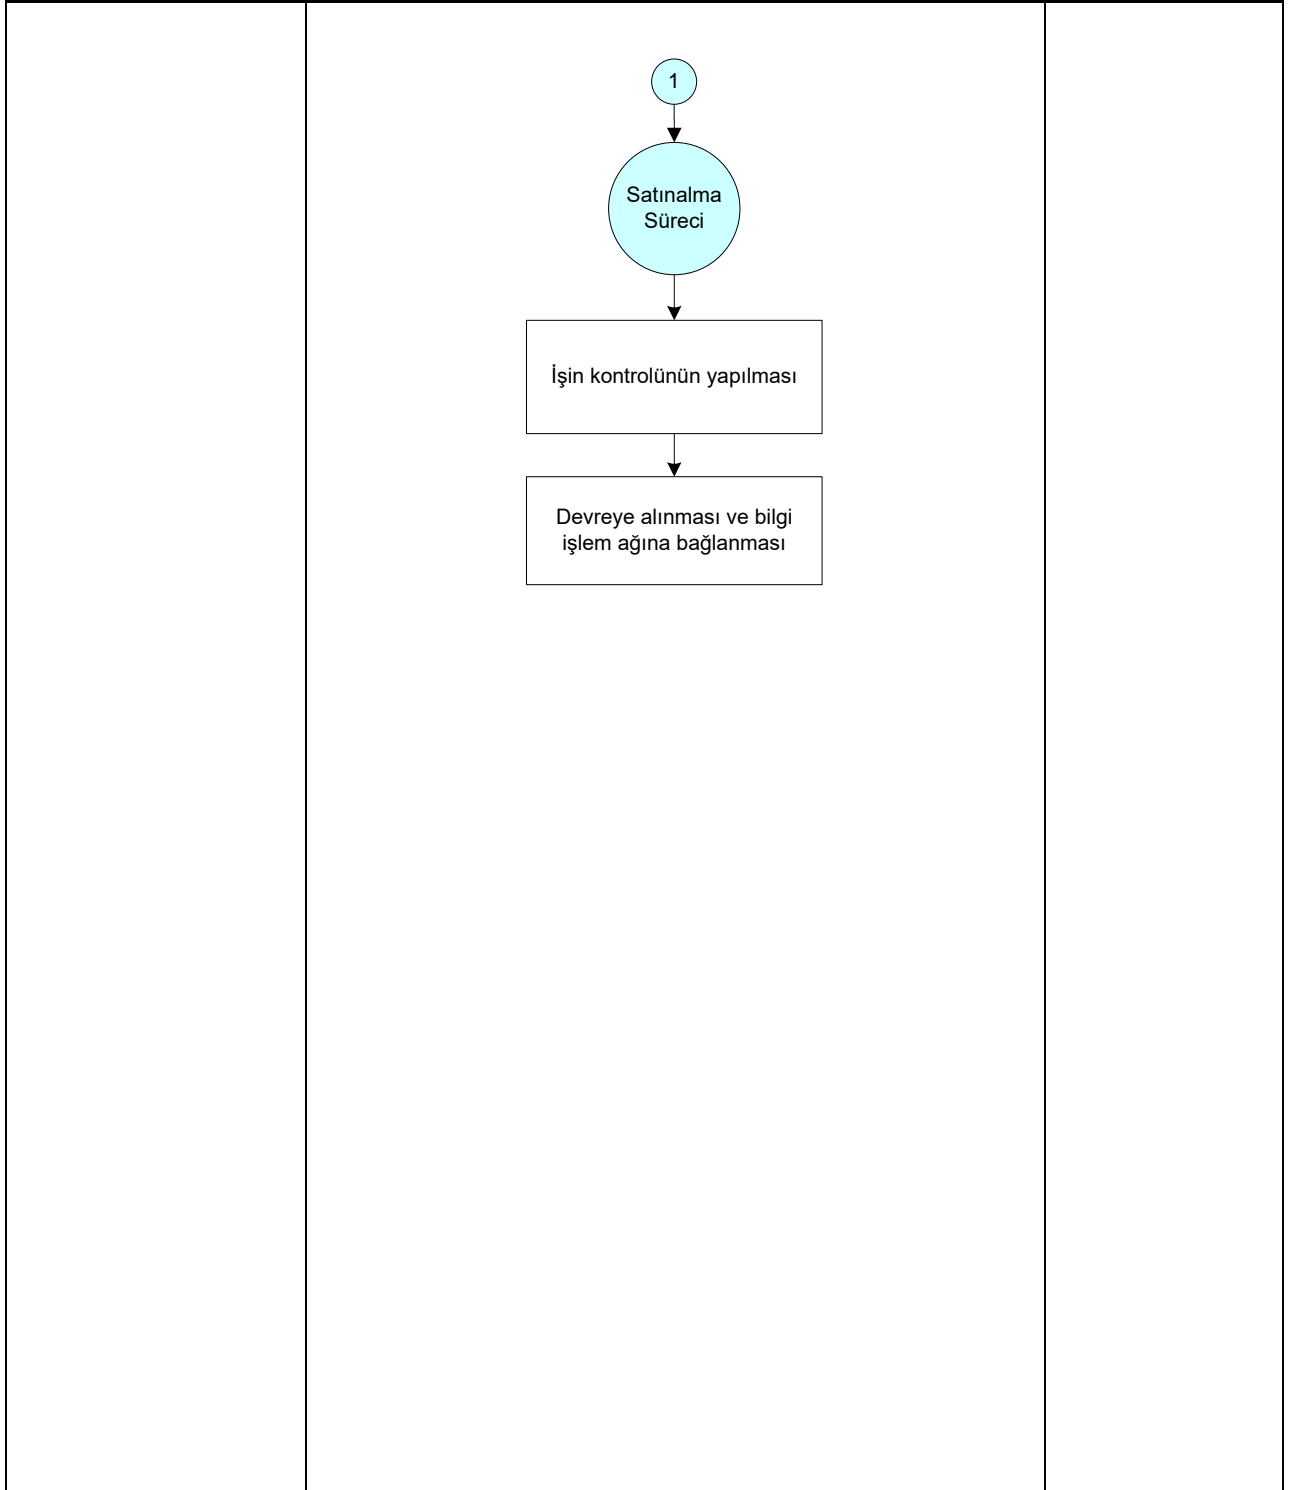 1
Satınalma
Süreci
İşin kontrolünün yapılması
Devreye alınması ve bilgi
işlem ağına bağlanması